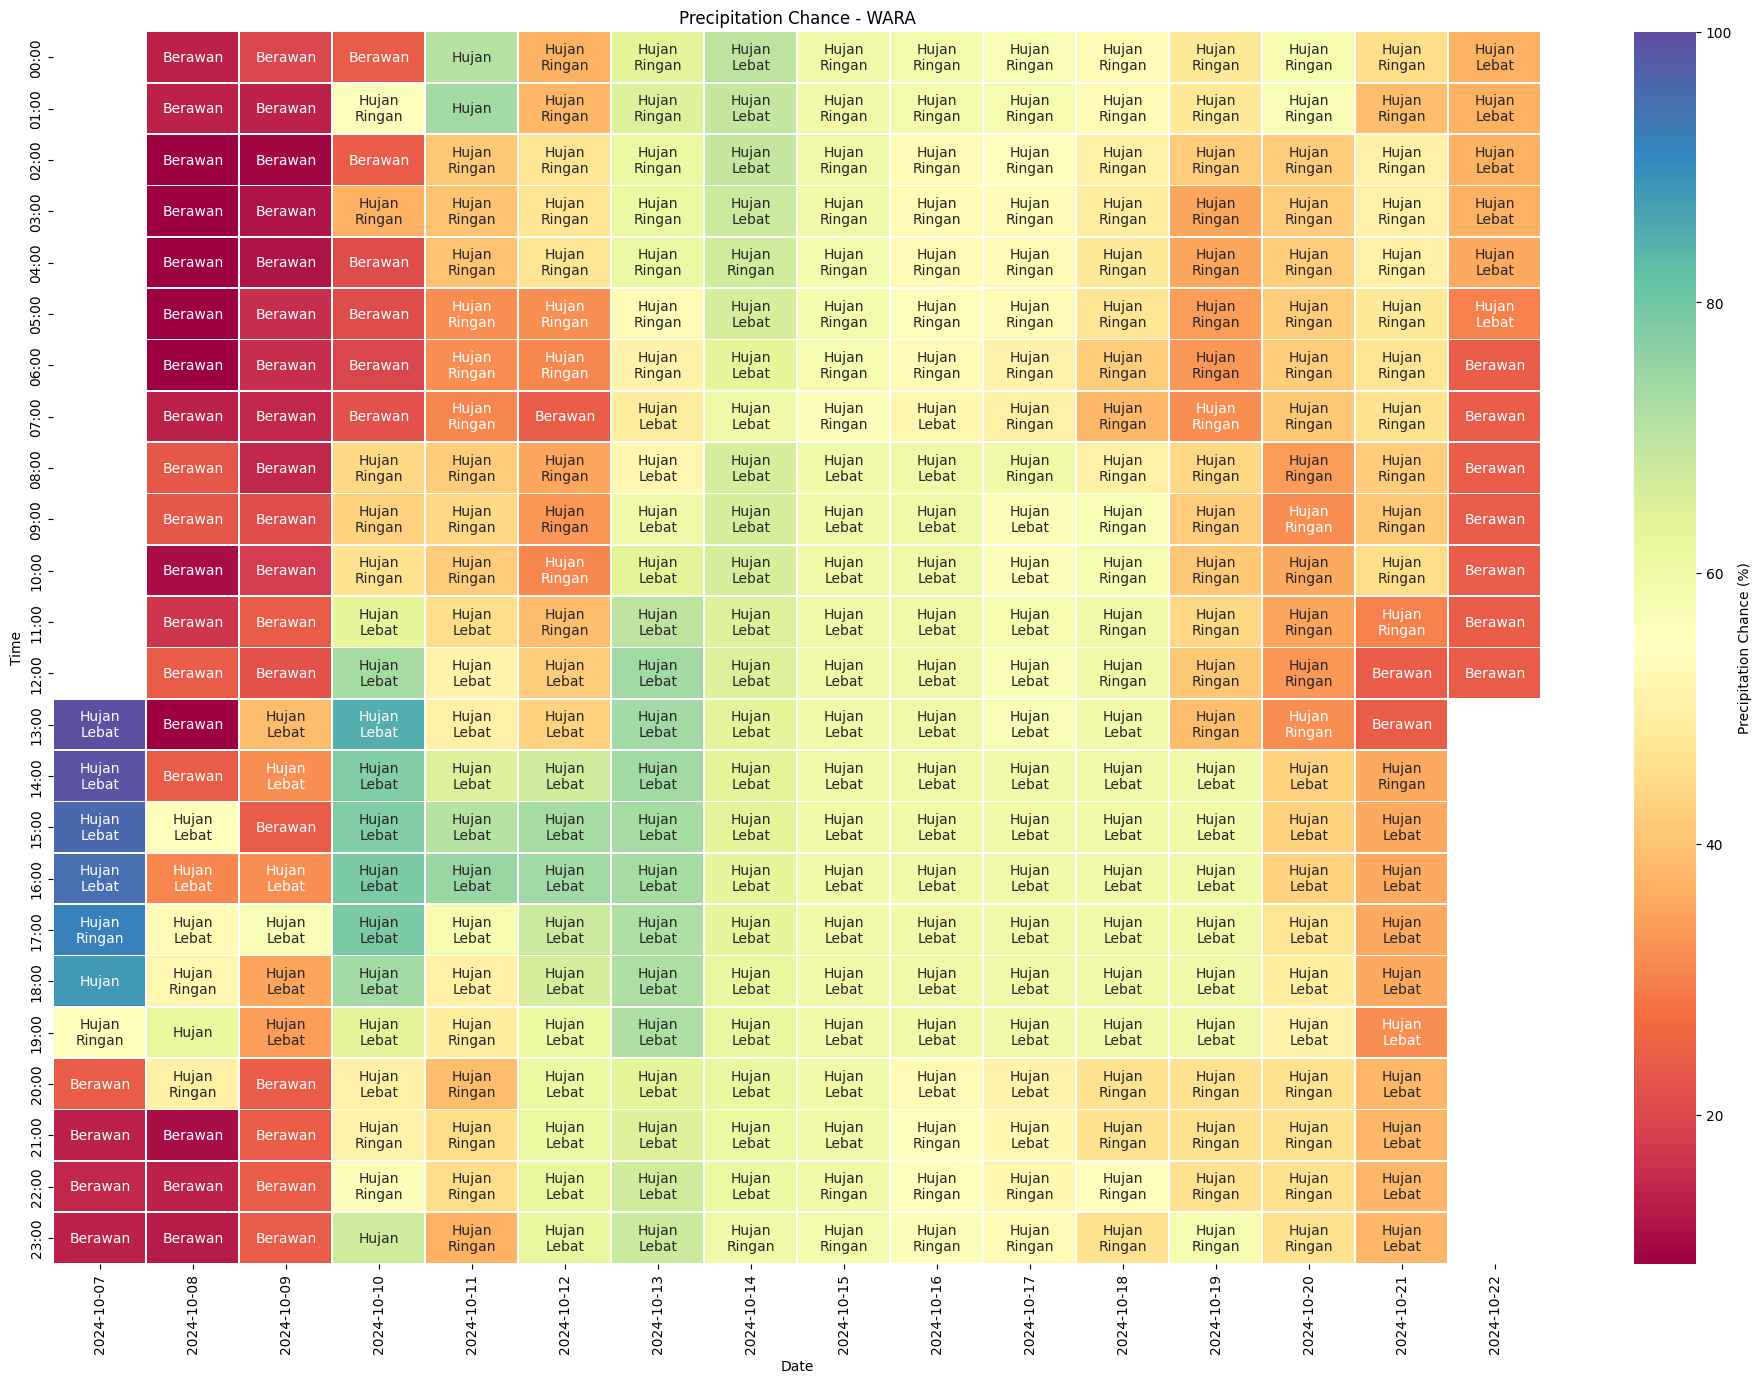 Precipitation Chance - WARA
00:00 Berawan Berawan Berawan Hujan Hujan Ringan Hujan Ringan Hujan Lebat Hujan Ringan Hujan Ringan Hujan Ringan Hujan Ringan Hujan Ringan Hujan Ringan Hujan Ringan Hujan Lebat
01:00 Berawan Berawan Hujan Ringan Hujan Hujan Ringan Hujan Ringan Hujan Lebat Hujan Ringan Hujan Ringan Hujan Ringan Hujan Ringan Hujan Ringan Hujan Ringan Hujan Ringan Hujan Lebat
02:00 Berawan Berawan Berawan Hujan Ringan Hujan Ringan Hujan Ringan Hujan Lebat Hujan Ringan Hujan Ringan Hujan Ringan Hujan Ringan Hujan Ringan Hujan Ringan Hujan Ringan Hujan Lebat
03:00 Berawan Berawan Hujan Ringan Hujan Ringan Hujan Ringan Hujan Ringan Hujan Lebat Hujan Ringan Hujan Ringan Hujan Ringan Hujan Ringan Hujan Ringan Hujan Ringan Hujan Ringan Hujan Lebat
04:00 Berawan Berawan Berawan Hujan Ringan Hujan Ringan Hujan Ringan Hujan Ringan Hujan Ringan Hujan Ringan Hujan Ringan Hujan Ringan Hujan Ringan Hujan Ringan Hujan Ringan Hujan Lebat
05:00 Berawan Berawan Berawan Hujan Ringan Hujan Ringan Hujan Ringan Hujan Lebat Hujan Ringan Hujan Ringan Hujan Ringan Hujan Ringan Hujan Ringan Hujan Ringan Hujan Ringan Hujan Lebat
06:00 Berawan Berawan Berawan Hujan Ringan Hujan Ringan Hujan Ringan Hujan Lebat Hujan Ringan Hujan Ringan Hujan Ringan Hujan Ringan Hujan Ringan Hujan Ringan Hujan Ringan Berawan
07:00 Berawan Berawan Berawan Hujan Ringan Berawan Hujan Lebat Hujan Lebat Hujan Ringan Hujan Lebat Hujan Ringan Hujan Ringan Hujan Ringan Hujan Ringan Hujan Ringan Berawan
08:00 Berawan Berawan Hujan Ringan Hujan Ringan Hujan Ringan Hujan Lebat Hujan Lebat Hujan Lebat Hujan Lebat Hujan Ringan Hujan Ringan Hujan Ringan Hujan Ringan Hujan Ringan Berawan
09:00 Berawan Berawan Hujan Ringan Hujan Ringan Hujan Ringan Hujan Lebat Hujan Lebat Hujan Lebat Hujan Lebat Hujan Lebat Hujan Ringan Hujan Ringan Hujan Ringan Hujan Ringan Berawan
10:00 Berawan Berawan Hujan Ringan Hujan Ringan Hujan Ringan Hujan Lebat Hujan Lebat Hujan Lebat Hujan Lebat Hujan Lebat Hujan Ringan Hujan Ringan Hujan Ringan Hujan Ringan Berawan
11:00 Berawan Berawan Hujan Lebat Hujan Lebat Hujan Ringan Hujan Lebat Hujan Lebat Hujan Lebat Hujan Lebat Hujan Lebat Hujan Ringan Hujan Ringan Hujan Ringan Hujan Ringan Berawan
12:00 Berawan Berawan Hujan Lebat Hujan Lebat Hujan Lebat Hujan Lebat Hujan Lebat Hujan Lebat Hujan Lebat Hujan Lebat Hujan Ringan Hujan Ringan Hujan Ringan Berawan Berawan
13:00 Hujan Lebat Berawan Hujan Lebat Hujan Lebat Hujan Lebat Hujan Lebat Hujan Lebat Hujan Lebat Hujan Lebat Hujan Lebat Hujan Lebat Hujan Lebat Hujan Ringan Hujan Ringan Berawan
14:00 Hujan Lebat Berawan Hujan Lebat Hujan Lebat Hujan Lebat Hujan Lebat Hujan Lebat Hujan Lebat Hujan Lebat Hujan Lebat Hujan Lebat Hujan Lebat Hujan Lebat Hujan Lebat Hujan Ringan
15:00 Hujan Lebat Hujan Lebat Berawan Hujan Lebat Hujan Lebat Hujan Lebat Hujan Lebat Hujan Lebat Hujan Lebat Hujan Lebat Hujan Lebat Hujan Lebat Hujan Lebat Hujan Lebat Hujan Lebat
16:00 Hujan Lebat Hujan Lebat Hujan Lebat Hujan Lebat Hujan Lebat Hujan Lebat Hujan Lebat Hujan Lebat Hujan Lebat Hujan Lebat Hujan Lebat Hujan Lebat Hujan Lebat Hujan Lebat Hujan Lebat
17:00 Hujan Ringan Hujan Lebat Hujan Lebat Hujan Lebat Hujan Lebat Hujan Lebat Hujan Lebat Hujan Lebat Hujan Lebat Hujan Lebat Hujan Lebat Hujan Lebat Hujan Lebat Hujan Lebat Hujan Lebat
18:00 Hujan Hujan Ringan Hujan Lebat Hujan Lebat Hujan Lebat Hujan Lebat Hujan Lebat Hujan Lebat Hujan Lebat Hujan Lebat Hujan Lebat Hujan Lebat Hujan Lebat Hujan Lebat Hujan Lebat
19:00 Hujan Ringan Hujan Hujan Lebat Hujan Lebat Hujan Ringan Hujan Lebat Hujan Lebat Hujan Lebat Hujan Lebat Hujan Lebat Hujan Lebat Hujan Lebat Hujan Lebat Hujan Lebat Hujan Lebat
20:00 Berawan Hujan Ringan Berawan Hujan Lebat Hujan Ringan Hujan Lebat Hujan Lebat Hujan Lebat Hujan Lebat Hujan Lebat Hujan Lebat Hujan Ringan Hujan Ringan Hujan Ringan Hujan Lebat
21:00 Berawan Berawan Berawan Hujan Ringan Hujan Ringan Hujan Lebat Hujan Lebat Hujan Lebat Hujan Lebat Hujan Ringan Hujan Lebat Hujan Ringan Hujan Ringan Hujan Ringan Hujan Lebat
22:00 Berawan Berawan Berawan Hujan Ringan Hujan Ringan Hujan Lebat Hujan Lebat Hujan Lebat Hujan Ringan Hujan Ringan Hujan Ringan Hujan Ringan Hujan Ringan Hujan Ringan Hujan Lebat
23:00 Berawan Berawan Berawan Hujan Hujan Ringan Hujan Lebat Hujan Lebat Hujan Ringan Hujan Ringan Hujan Ringan Hujan Ringan Hujan Ringan Hujan Ringan Hujan Ringan Hujan Lebat
2024-10-07 2024-10-08 2024-10-09 2024-10-10 2024-10-11 2024-10-12 2024-10-13 2024-10-14 2024-10-15 2024-10-16 2024-10-17 2024-10-18 2024-10-19 2024-10-20 2024-10-21 2024-10-22
Time
Date
100
80
60
40
20
Precipitation Chance (%)